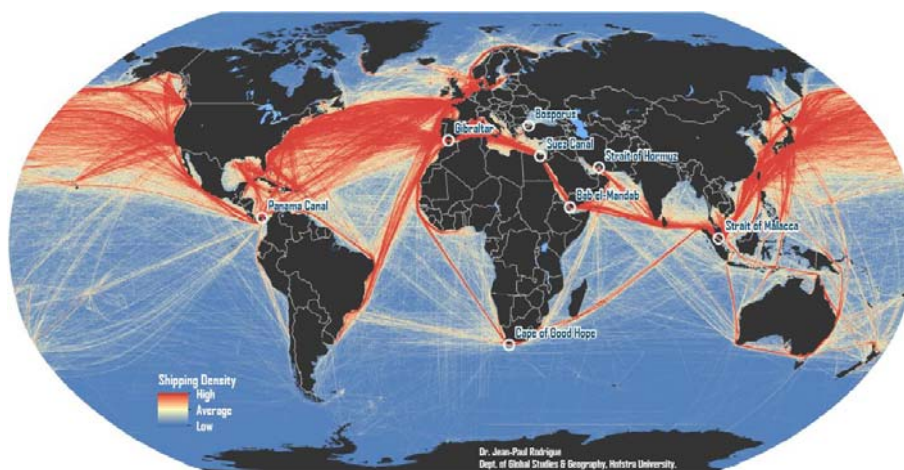 Bosporus
Gibraltar
Suez Canal
Strait of Hormuz
Bab el-Mandab
Panama Canal
Strait of Malacca
Cape of Good Hope
Shipping Density
High
Average
Low
Dr. Jean-Paul Rodrigue
Dept. of Global Studies & Geography, Hofstra University.